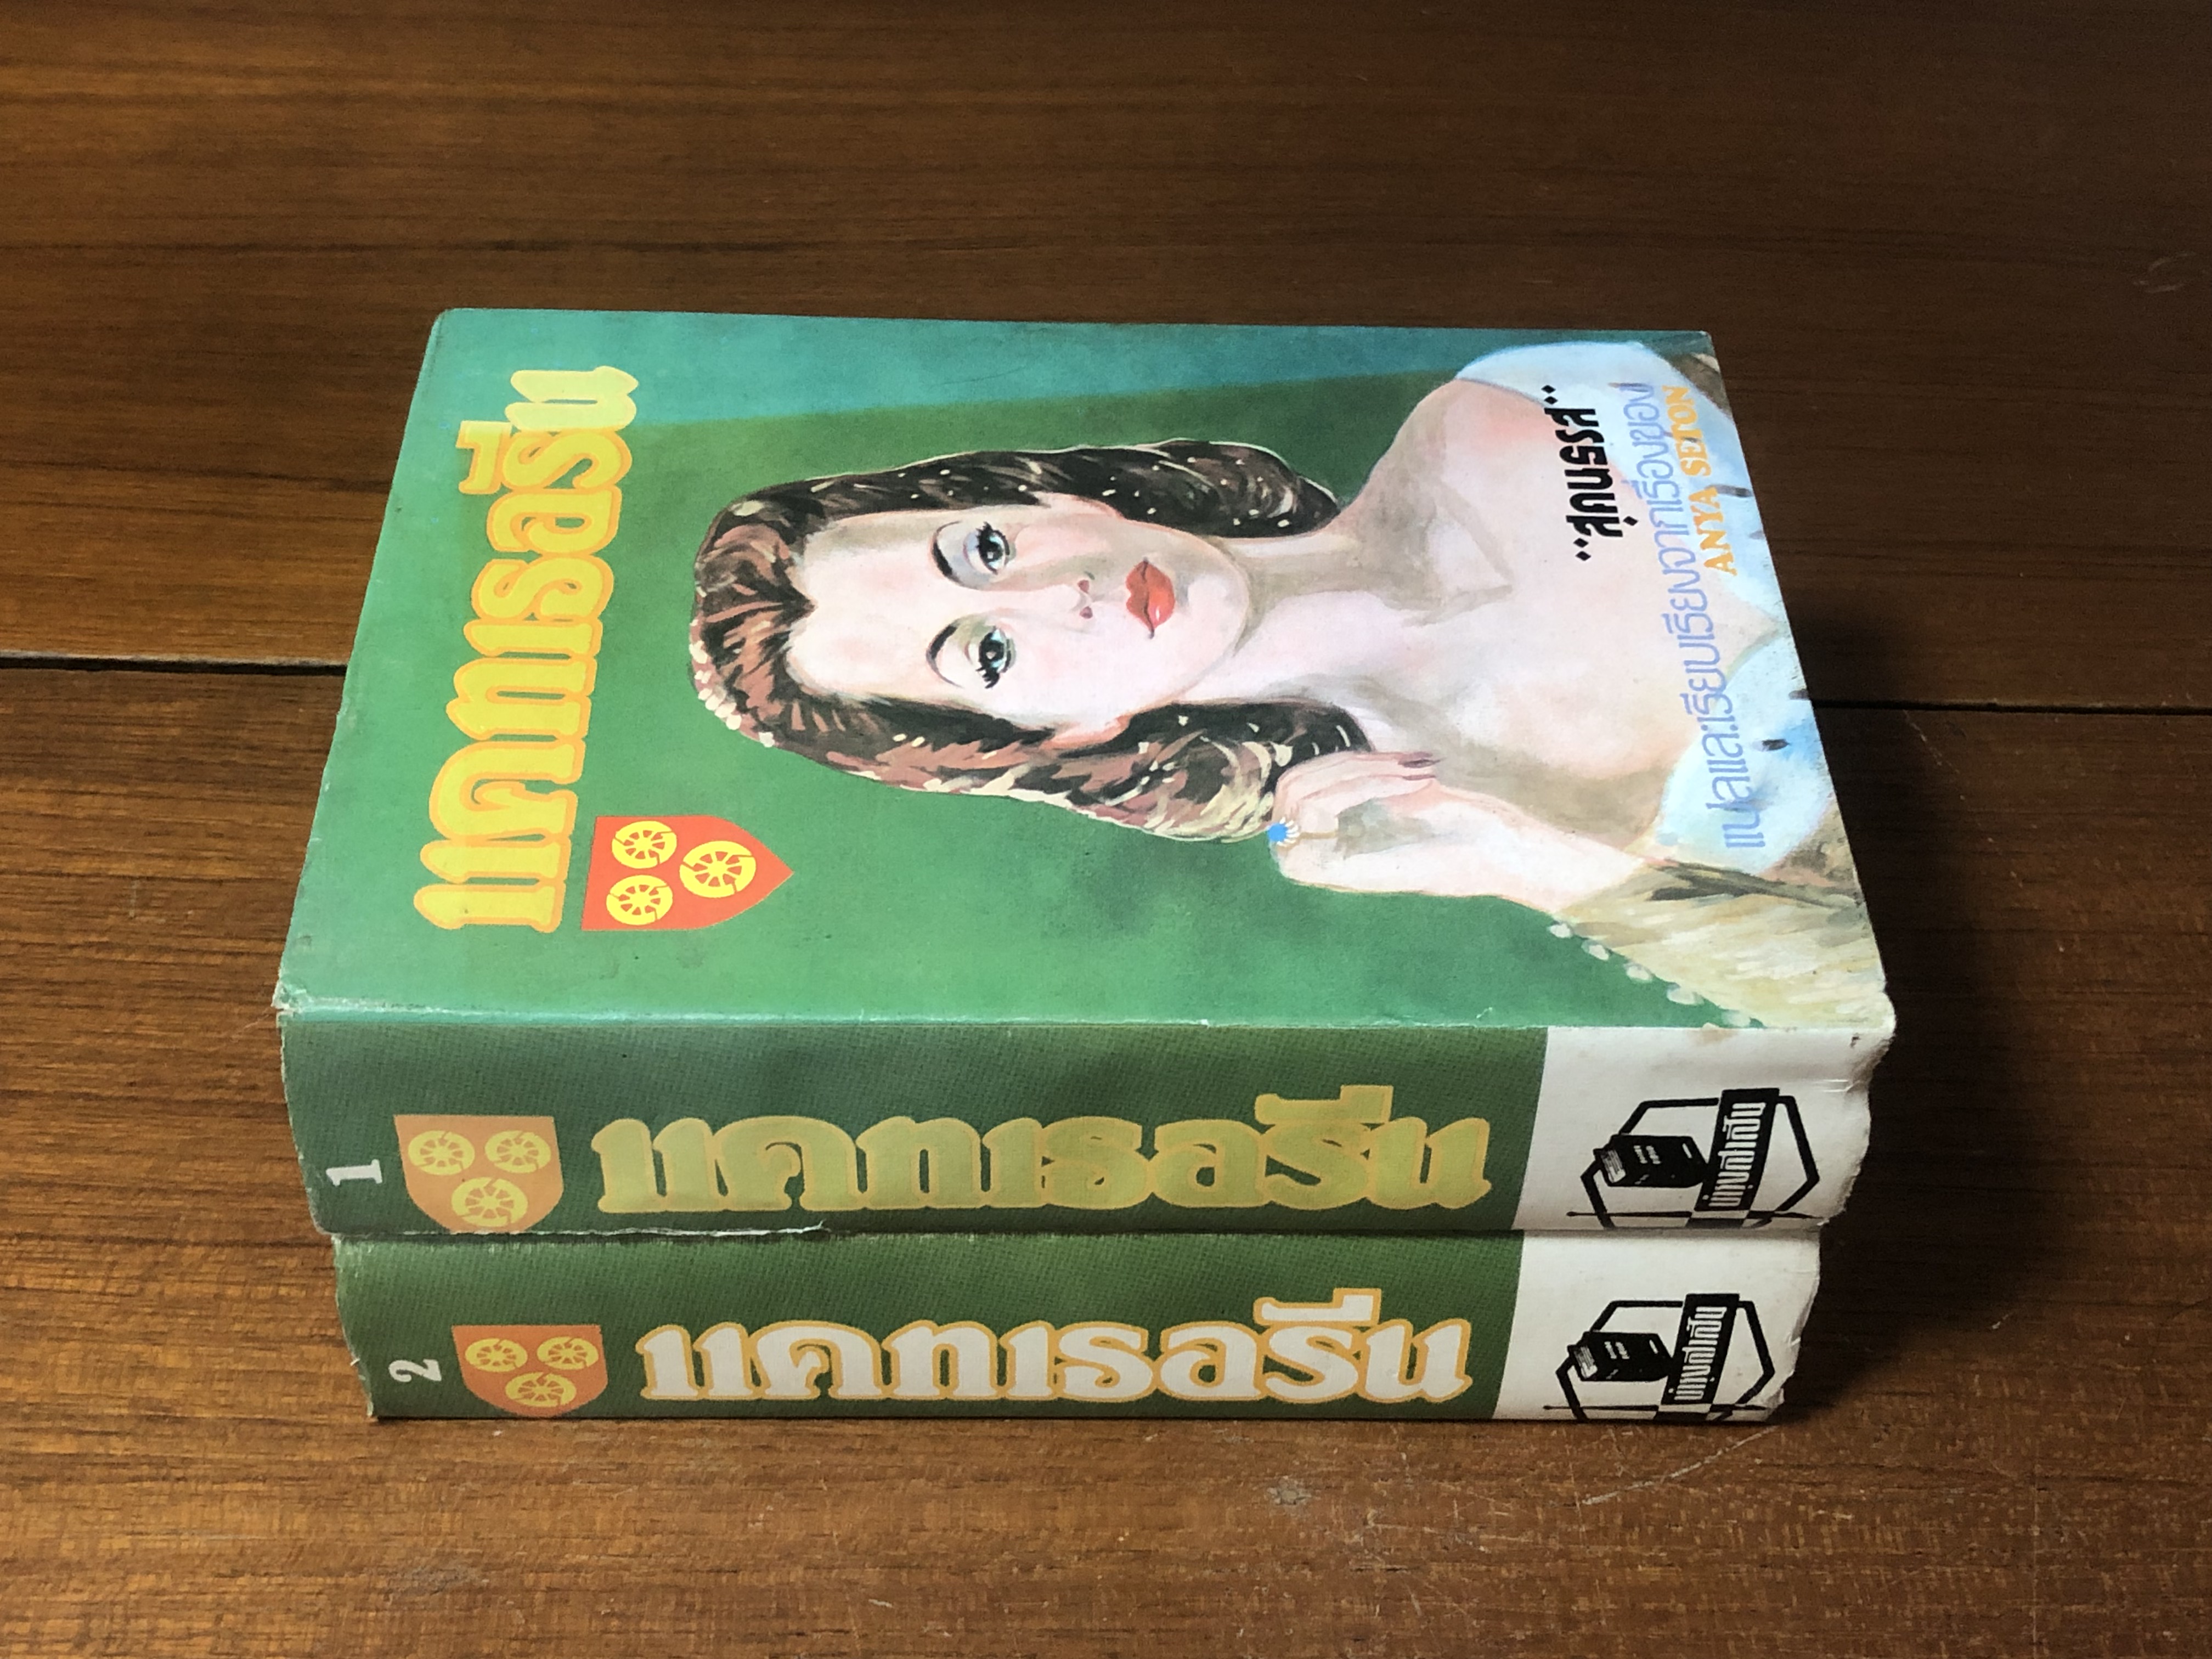 แคทเธอรีน
"สุคนธรส"
แปลและเรียบเรียงจากเรื่องของ
ANYA SETON
1
แคทเธอรีน
2
แคทเธอรีน